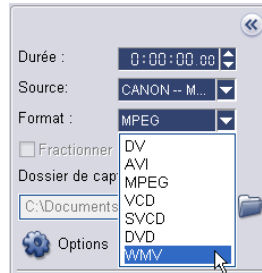 Durée : 0:00:00.00
Source: CANON -- M...
Format : MPEG
Fractionner
DV
AVI
MPEG
Dossier de cap
VCD
C:\Documents
SVCD
DVD
Options
WMV